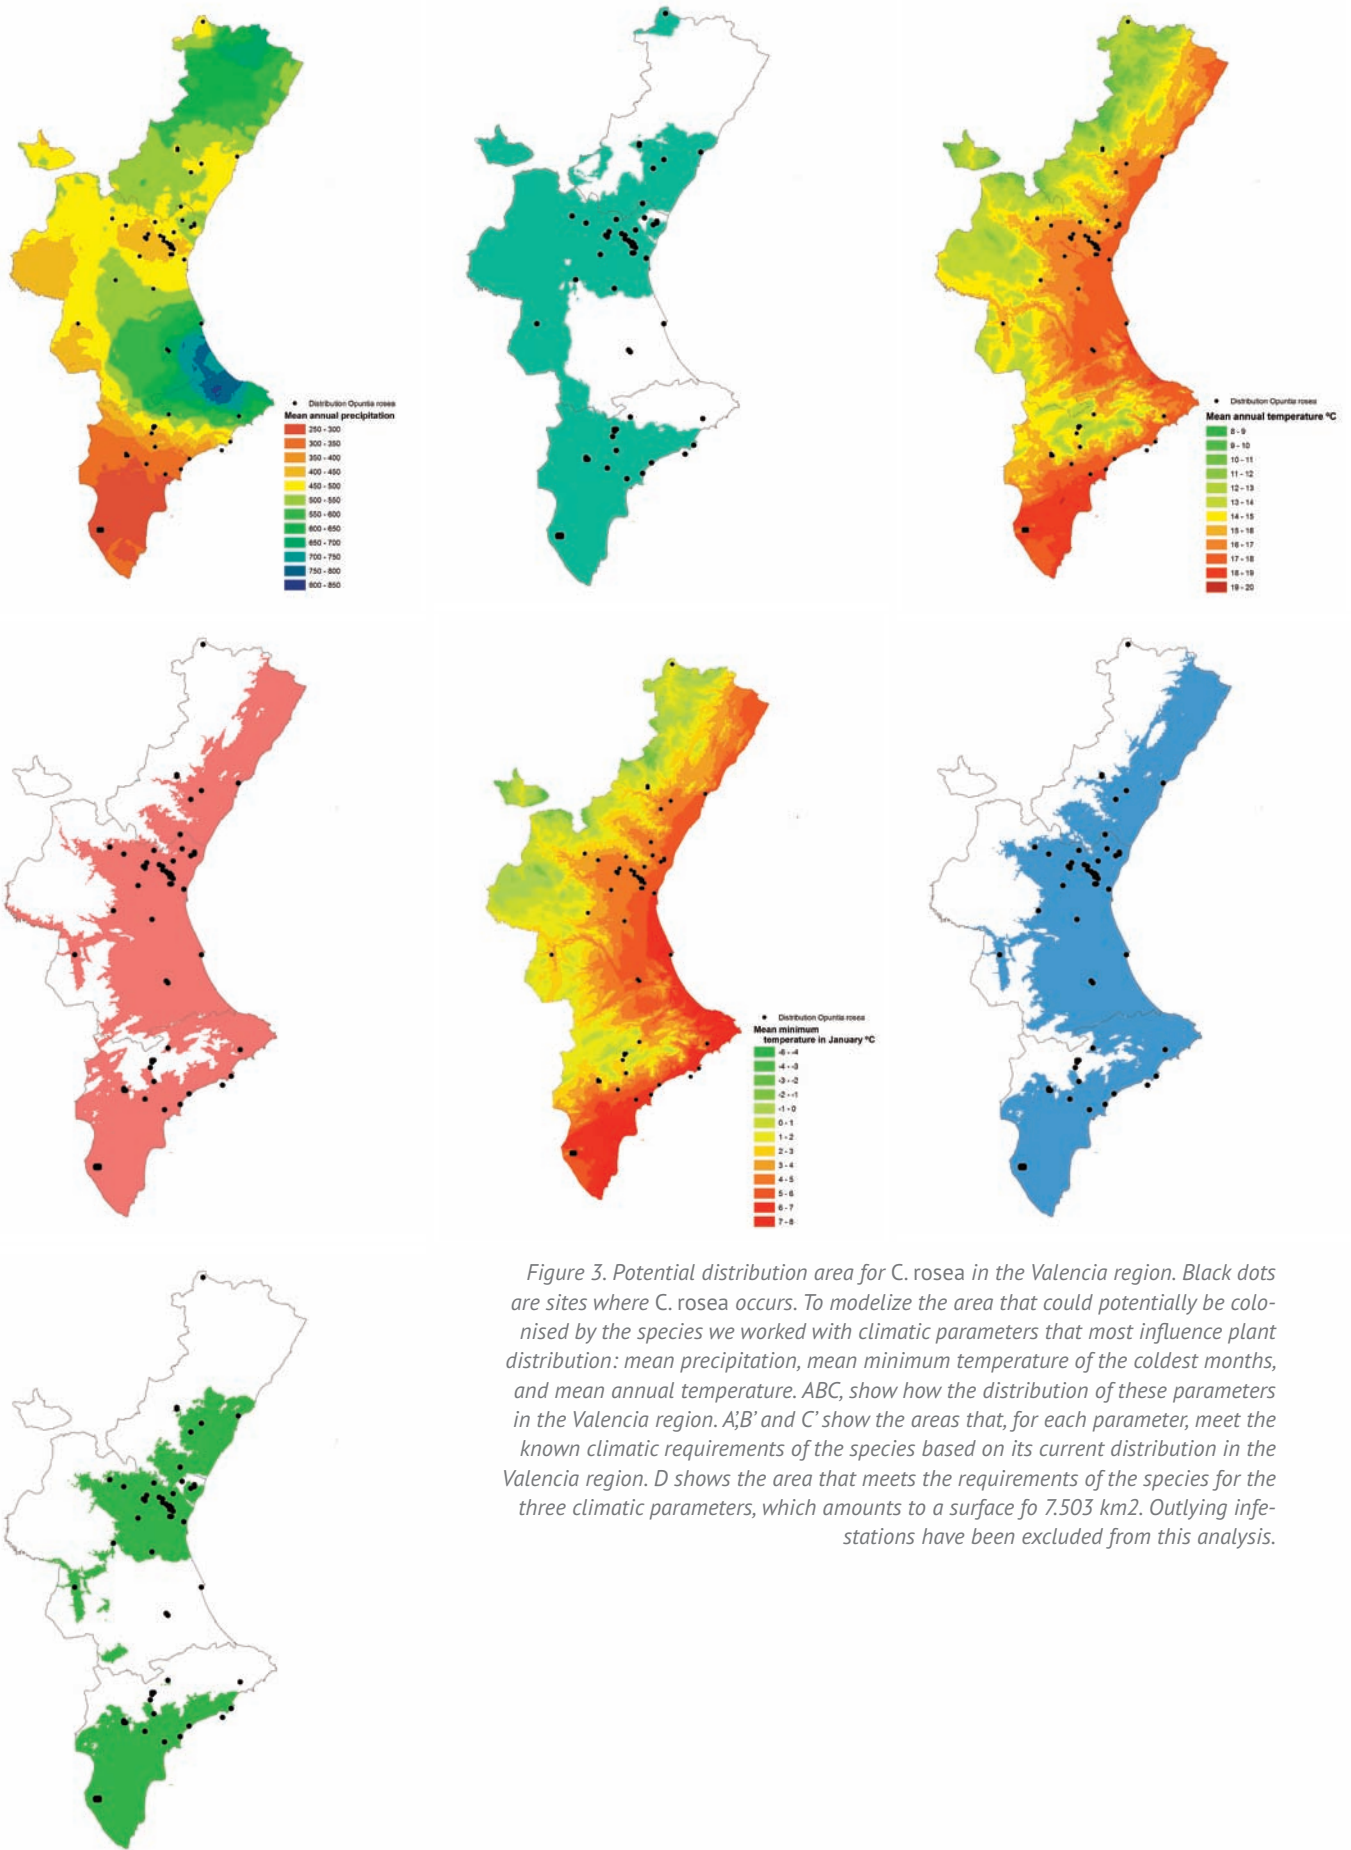 Distribution Opuntia rosea
Mean annual precipitation
250 - 300
300 - 350
350 - 400
400 - 450
450 - 500
500 - 550
550 - 600
600 - 650
650 - 700
700 - 750
750 - 800
800 - 850
Distribution Opuntia rosea
Mean annual temperature ºC
8 - 9
9 - 10
10 - 11
11 - 12
12 - 13
13 - 14
14 - 15
15 - 16
16 - 17
17 - 18
18 - 19
19 - 20
Distribution Opuntia rosea
Mean minimum
temperature in January ºC
-5 - -4
-4 - -3
-3 - -2
-2 - -1
-1 - 0
0 - 1
1 - 2
2 - 3
3 - 4
4 - 5
5 - 6
6 - 7
7 - 8
Figure 3. Potential distribution area for C. rosea in the Valencia region. Black dots
are sites where C. rosea occurs. To modelize the area that could potentially be colo-
nised by the species we worked with climatic parameters that most influence plant
distribution: mean precipitation, mean minimum temperature of the coldest months,
and mean annual temperature. ABC, show how the distribution of these parameters
in the Valencia region. A',B' and C' show the areas that, for each parameter, meet the
known climatic requirements of the species based on its current distribution in the
Valencia region. D shows the area that meets the requirements of the species for the
three climatic parameters, which amounts to a surface fo 7.503 km2. Outlying infe-
stations have been excluded from this analysis.